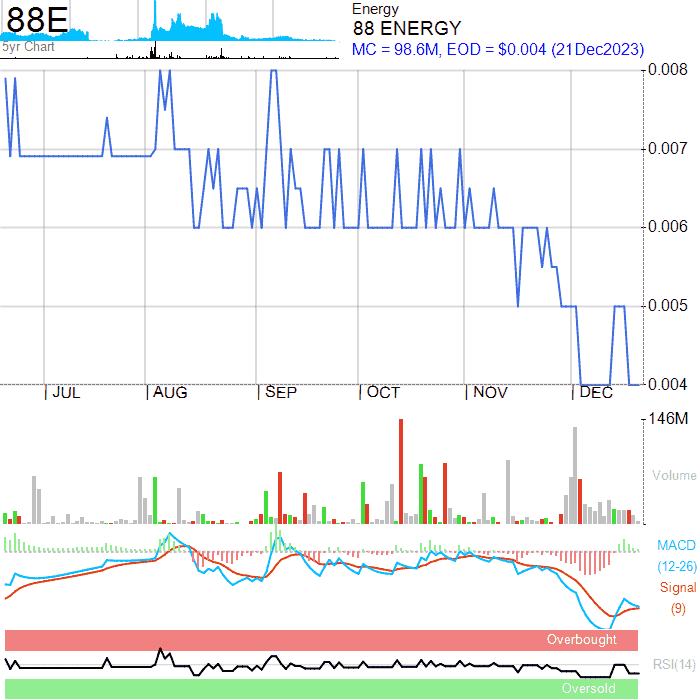 88E
5yr Chart
Energy
88 ENERGY
MC = 98.6M, EOD = $0.004 (21Dec2023)
0.008
0.007
0.006
0.005
0.004
JUL
AUG
SEP
OCT
NOV
DEC
146M
Volume
MACD
(12-26)
Signal
(9)
Overbought
RSI(14)
Oversold